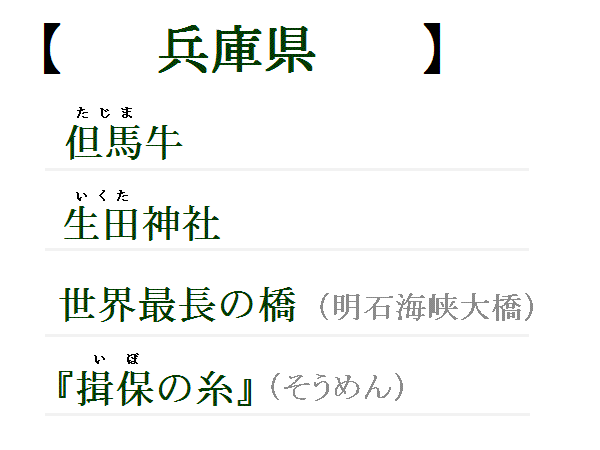 【 兵庫県 】
たじま
但馬牛
いくた
生田神社
世界最長の橋（明石海峡大橋）
いぼ
『揖保の糸』（そうめん）